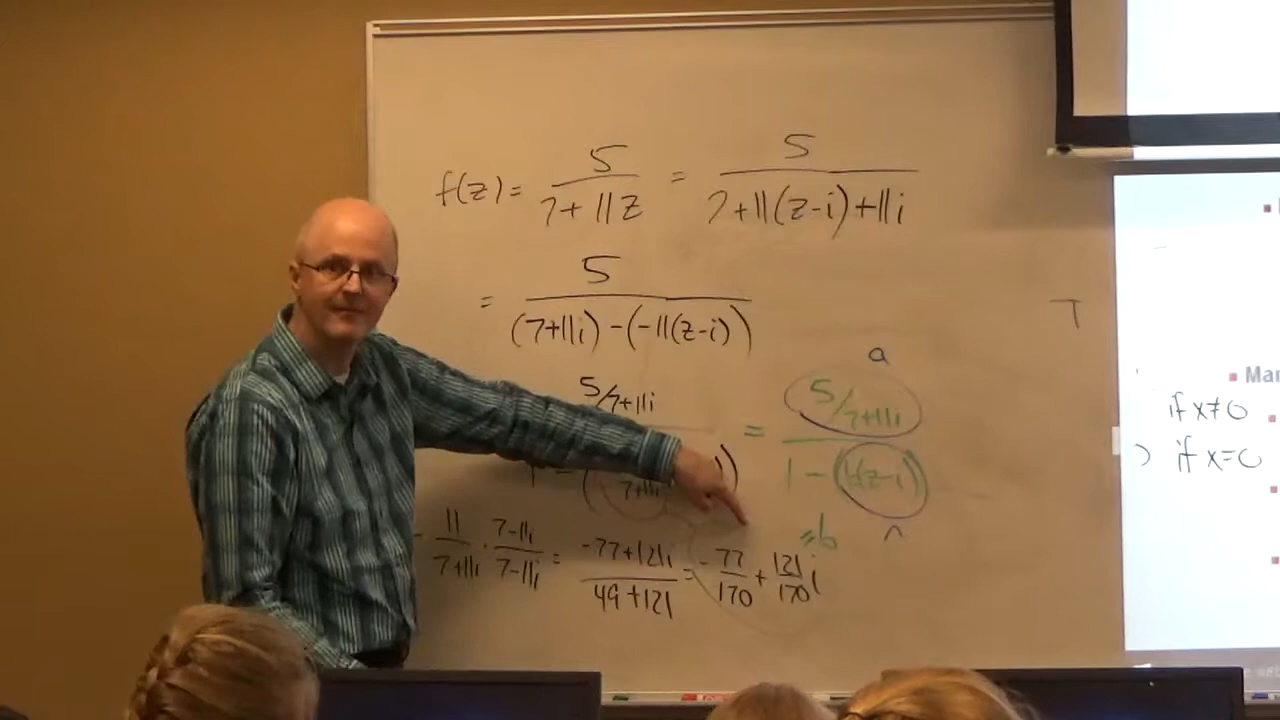 f(z) = 5/(7+11z) = 5/(7+11(z-i)+11i)
= 5/((7+11i)-(-11(z-i)))
a
5/7+11i = (5/7+11i)/(1-(b(z-i)))
=b
r
-11/(7+11i) · (7-11i)/(7-11i) = (-77+121i)/(49+121) = -77/170 + 121/170 i
T
Mar
if x≠0
) if x=0